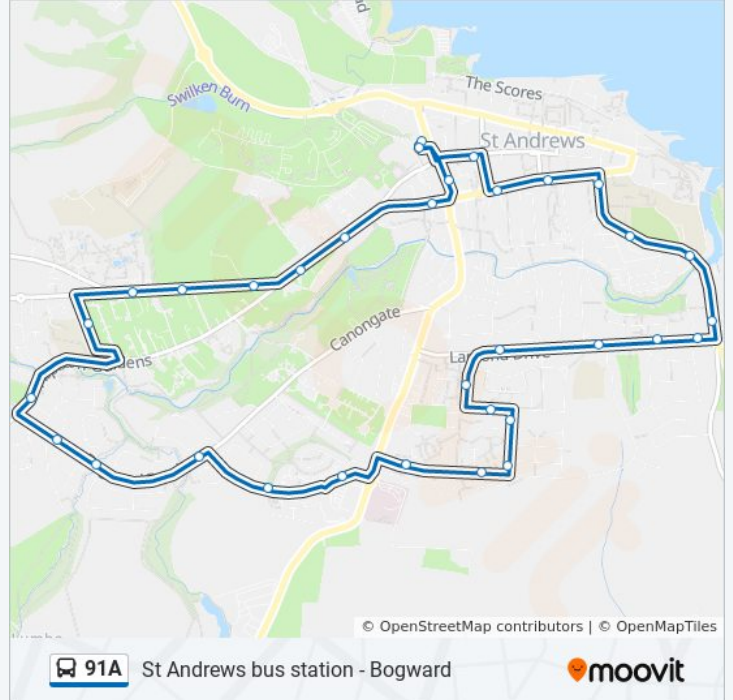 Swilken Burn
The Scores
St Andrews
Canongate
© OpenStreetMap contributors | © OpenMapTiles
91A St Andrews bus station - Bogward
moovit